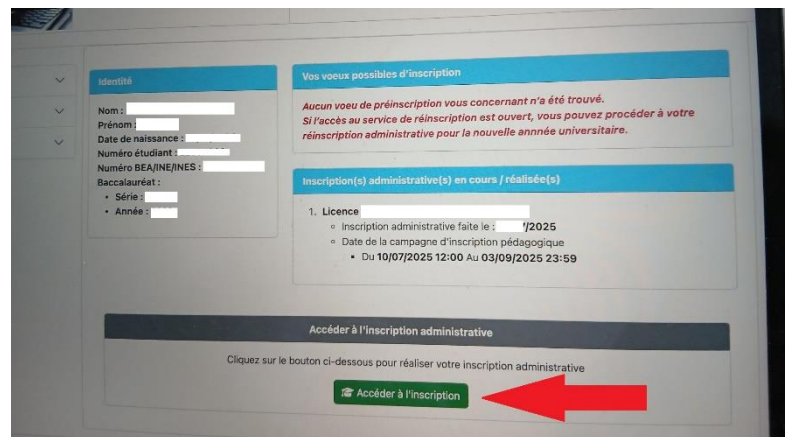 Identité
Nom :
Prénom :
Date de naissance :
Numéro étudiant :
Numéro BEA/INE/INES :
Baccalauréat :
• Série :
• Année :
Vos voeux possibles d'inscription
Aucun voeu de préinscription vous concernant n'a été trouvé.
Si l'accès au service de réinscription est ouvert, vous pouvez procéder à votre
réinscription administrative pour la nouvelle annnée universitaire.
Inscription(s) administrative(s) en cours / réalisée(s)
1. Licence
Inscription administrative faite le : /2025
Date de la campagne d'inscription pédagogique
Du 10/07/2025 12:00 Au 03/09/2025 23:59
Accéder à l'inscription administrative
Cliquez sur le bouton ci-dessous pour réaliser votre inscription administrative
Accéder à l'inscription